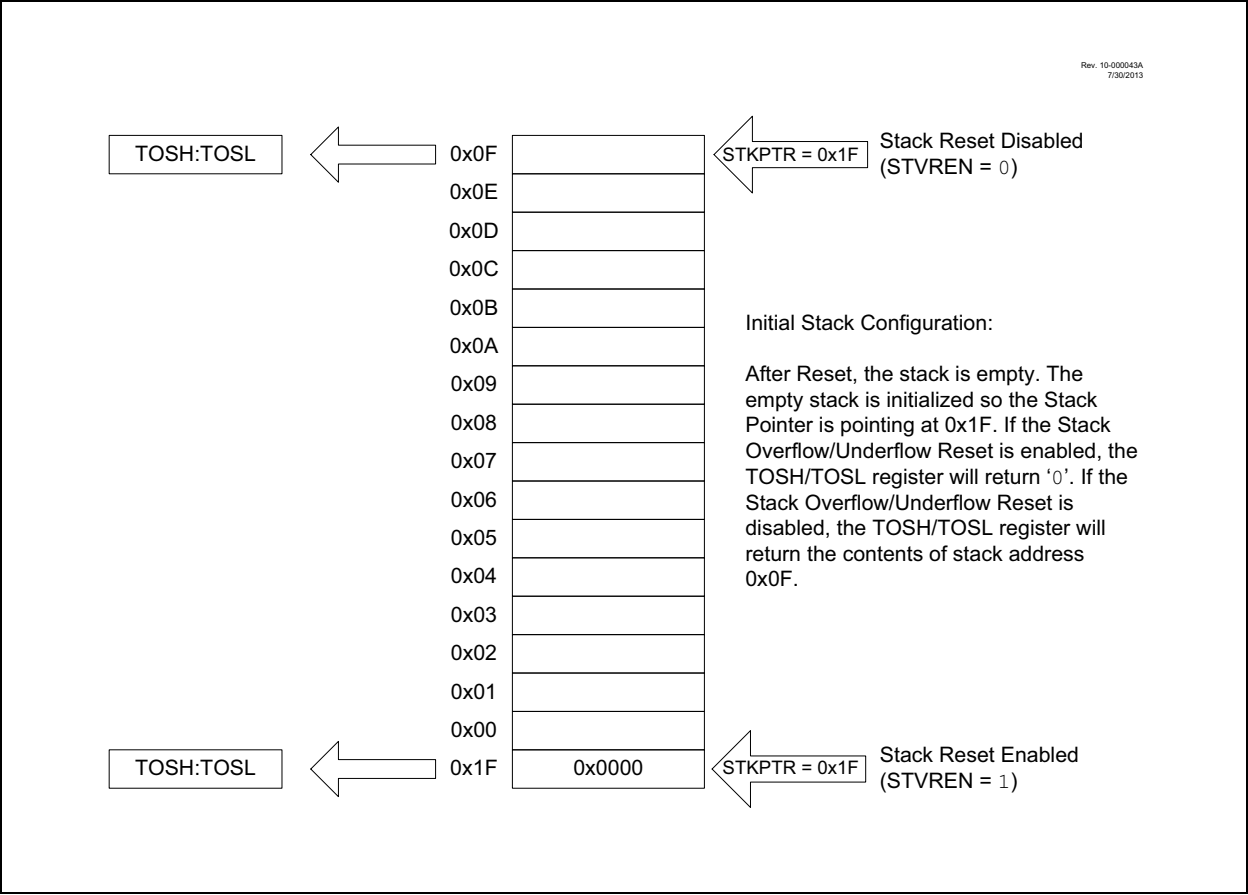 Rev. 10-000043A
7/30/2013
TOSH:TOSL
0x0F
STKPTR = 0x1F
Stack Reset Disabled
(STVREN = 0)
0x0E
0x0D
0x0C
0x0B
0x0A
0x09
0x08
0x07
0x06
0x05
0x04
0x03
0x02
0x01
0x00
Initial Stack Configuration:
After Reset, the stack is empty. The
empty stack is initialized so the Stack
Pointer is pointing at 0x1F. If the Stack
Overflow/Underflow Reset is enabled, the
TOSH/TOSL register will return ‘0’. If the
Stack Overflow/Underflow Reset is
disabled, the TOSH/TOSL register will
return the contents of stack address
0x0F.
TOSH:TOSL
0x1F
0x0000
STKPTR = 0x1F
Stack Reset Enabled
(STVREN = 1)